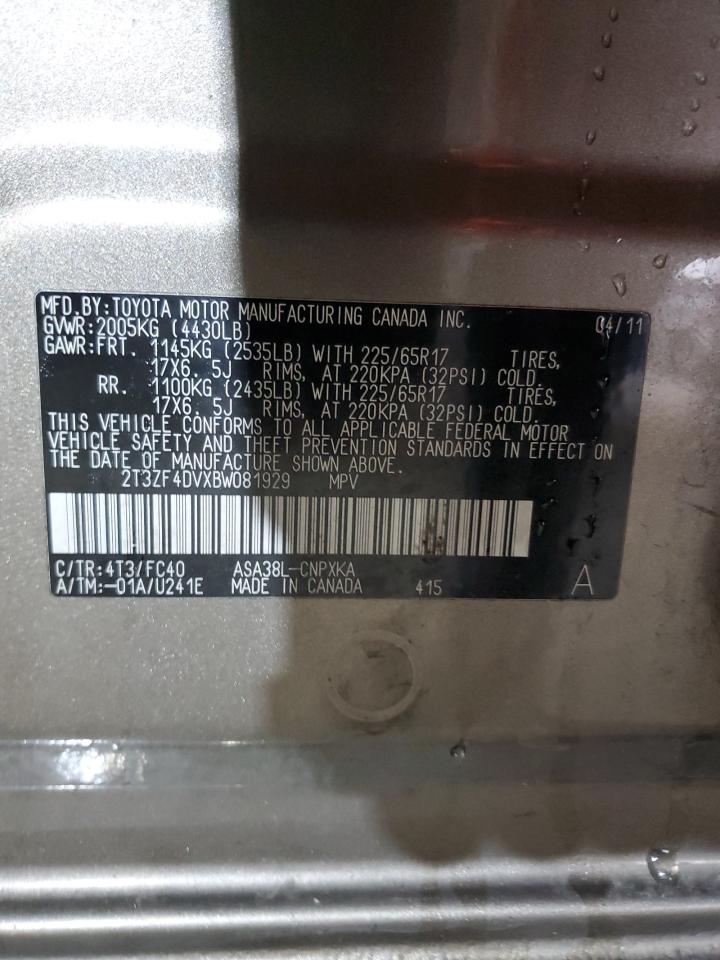 MFD.BY:TOYOTA MOTOR MANUFACTURING CANADA INC. 04/11
GVWR:2005KG (4430LB)
GAWR:FRT. 1145KG (2535LB) WITH 225/65R17 TIRES,
17X6. 5J RIMS, AT 220KPA (32PSI) COLD.
RR. 1100KG (2435LB) WITH 225/65R17 TIRES,
17X6. 5J RIMS, AT 220KPA (32PSI) COLD.
THIS VEHICLE CONFORMS TO ALL APPLICABLE FEDERAL MOTOR
VEHICLE SAFETY AND THEFT PREVENTION STANDARDS IN EFFECT ON
THE DATE OF MANUFACTURE SHOWN ABOVE.
2T3ZF4DVXBW081929 MPV
C/TR:4T3/FC40 ASA38L-CNPXKA
A/TM:-01A/U241E MADE IN CANADA 415 A